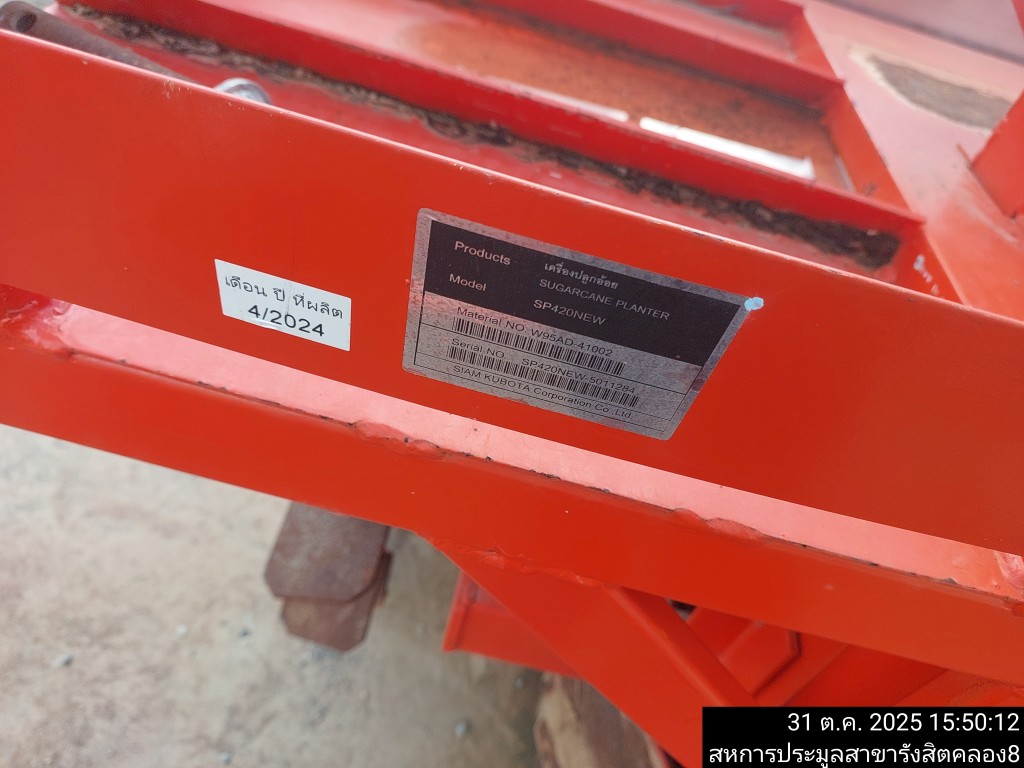 เดือน ปี ที่ผลิต
4/2024
Products เครื่องปลูกอ้อย
SUGARCANE PLANTER
Model SP420NEW
Material NO. W95AD-41002
Serial NO. SP420NEW-5011284
SIAM KUBOTA Corporation Co.,Ltd.
31 ต.ค. 2025 15:50:12
สหการประมูลสาขารังสิตคลอง8